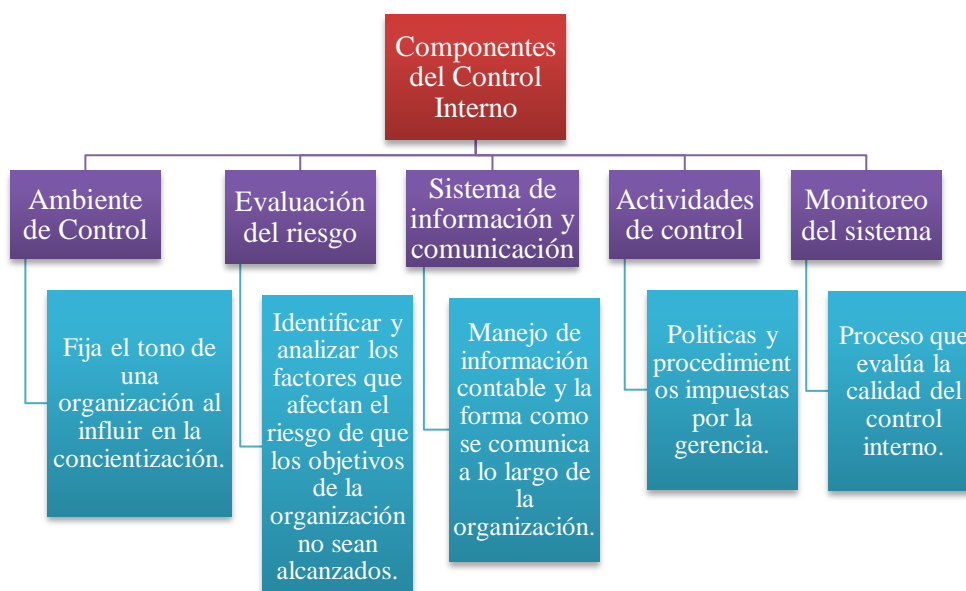 Componentes
del Control
Interno
Ambiente
de Control
Fija el tono de
una
organización al
influir en la
concientización.
Evaluación
del riesgo
Identificar y
analizar los
factores que
afectan el
riesgo de que
los objetivos
de la
organización
no sean
alcanzados.
Sistema de
información y
comunicación
Manejo de
información
contable y la
forma como
se comunica
a lo largo de
la
organización.
Actividades
de control
Politicas y
procedimient
os impuestas
por la
gerencia.
Monitoreo
del sistema
Proceso que
evalúa la
calidad del
control
interno.